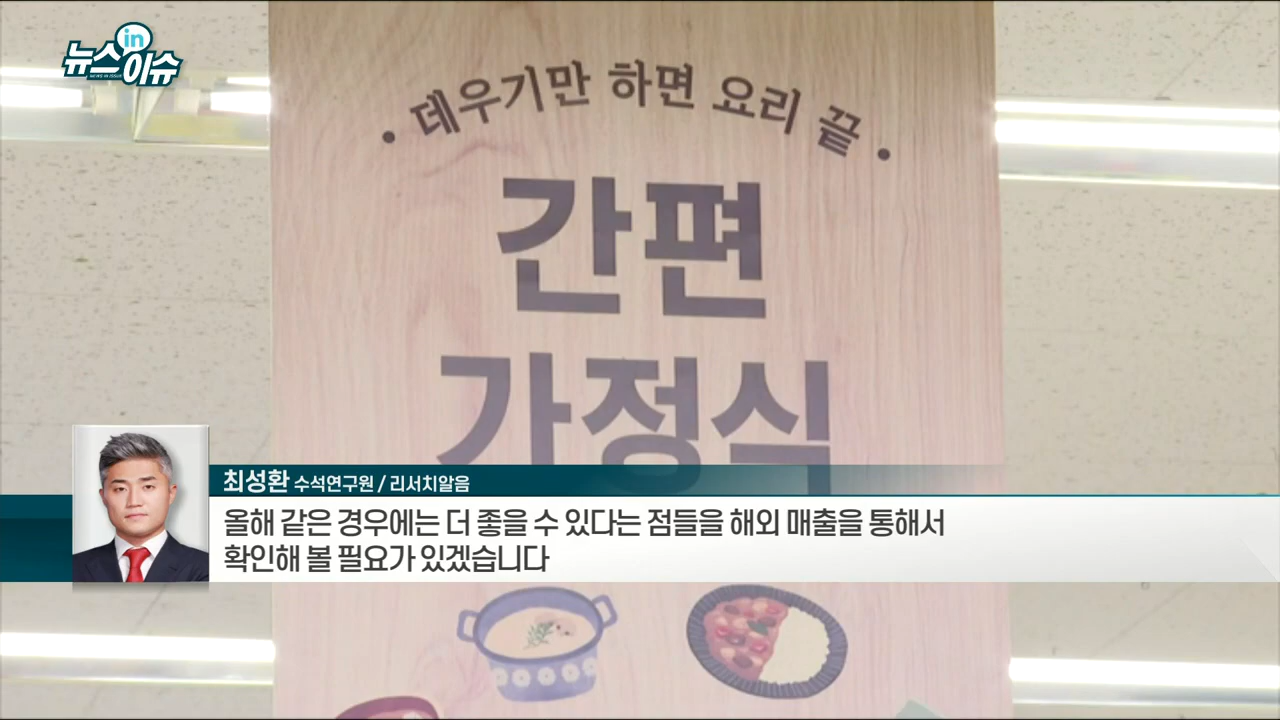 뉴스in이슈
NEWS IN ISSUE
• 데우기만 하면 요리 끝 •
간편
가정식
최성환 수석연구원 / 리서치알음
올해 같은 경우에는 더 좋을 수 있다는 점들을 해외 매출을 통해서
확인해 볼 필요가 있겠습니다